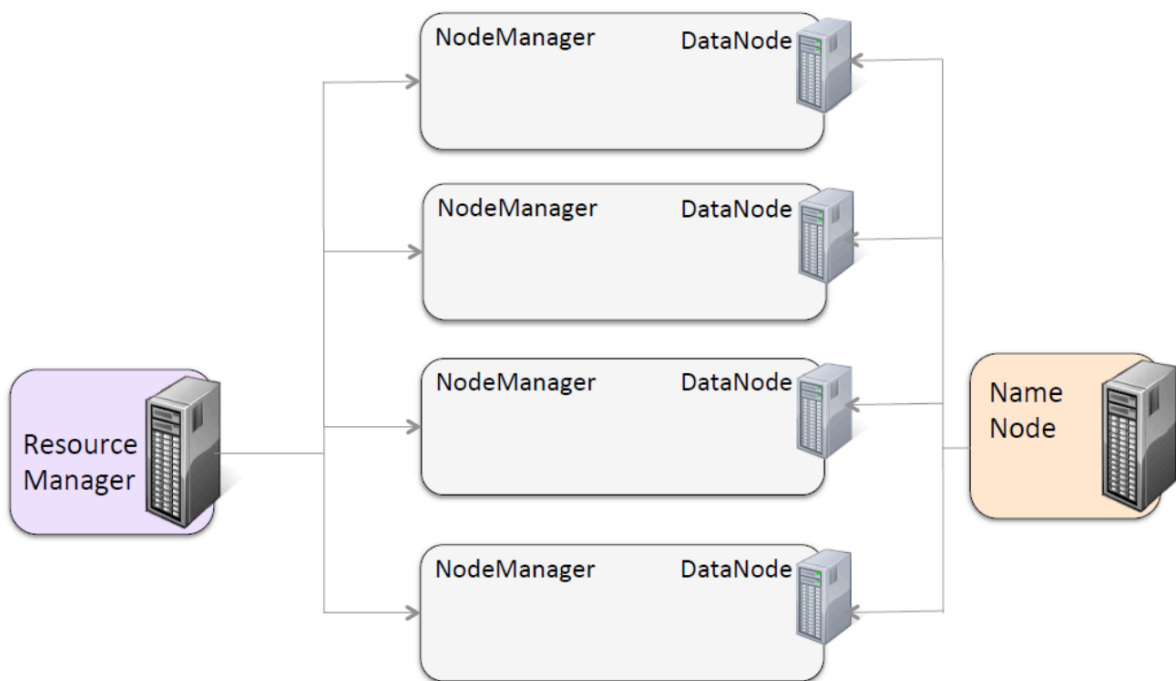 NodeManager DataNode
NodeManager DataNode
NodeManager DataNode
NodeManager DataNode
Resource
Manager
Name
Node